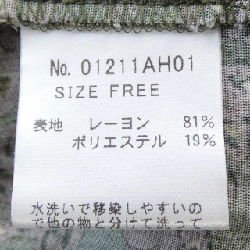 No. 01211AH01
SIZE FREE
表地 レーヨン 81%
ポリエステル 19%
水洗いで移染しやすいの
で他の物と分けて洗って